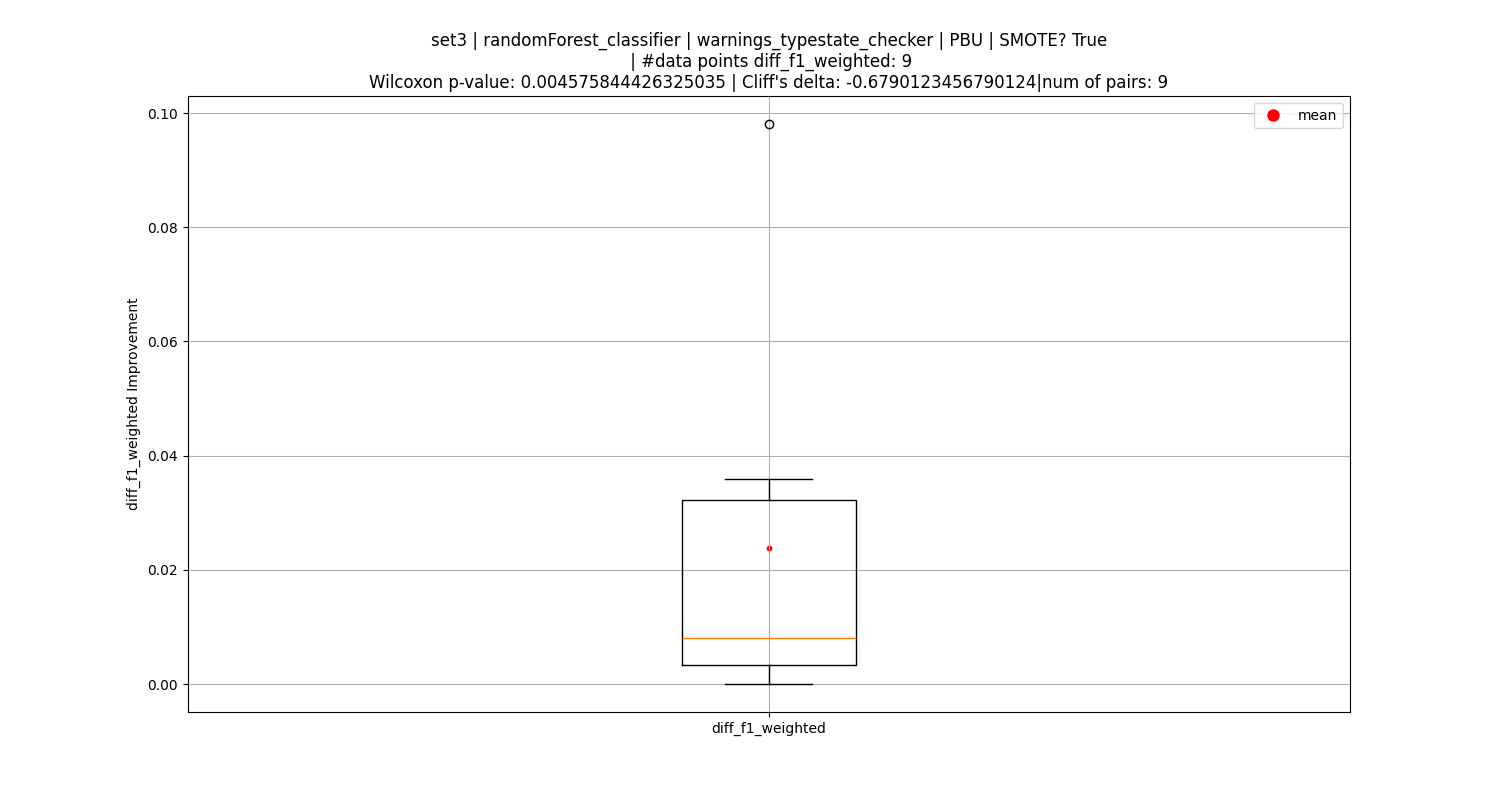 set3 | randomForest_classifier | warnings_typestate_checker | PBU | SMOTE? True
| #data points diff_f1_weighted: 9
Wilcoxon p-value: 0.004575844426325035 | Cliff's delta: -0.6790123456790124|num of pairs: 9
mean
0.10
0.08
0.06
0.04
0.02
0.00
diff_f1_weighted Improvement
diff_f1_weighted